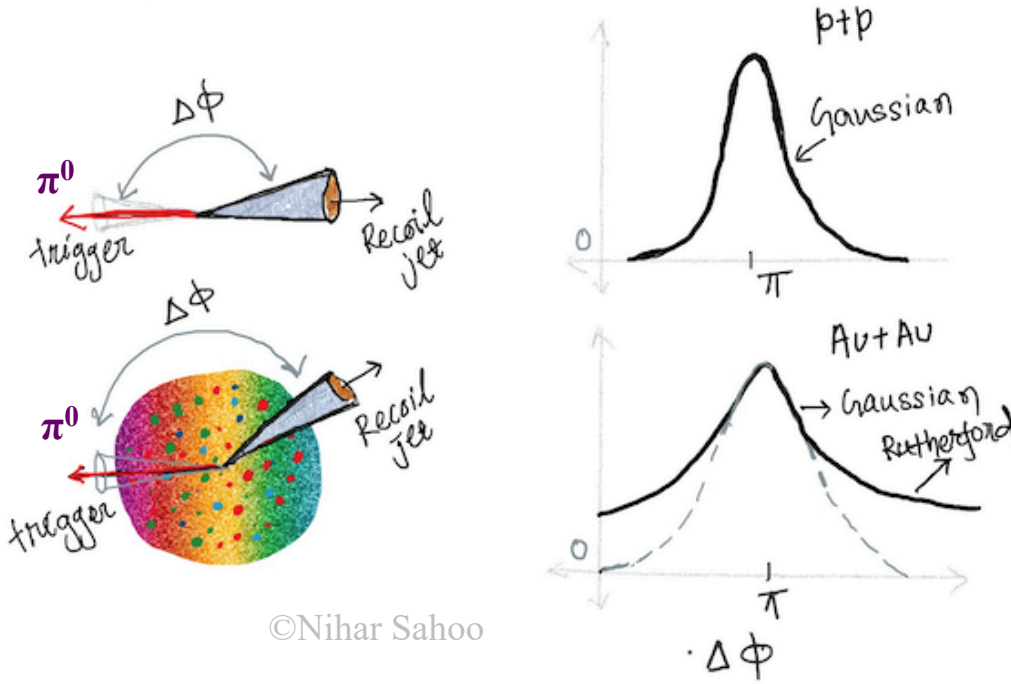 Δϕ
π⁰
trigger
Recoil
jet
p+p
Gaussian
0
π
Δϕ
π⁰
trigger
Recoil
jet
Au+Au
Gaussian
Rutherford
0
π
Δϕ
©Nihar Sahoo